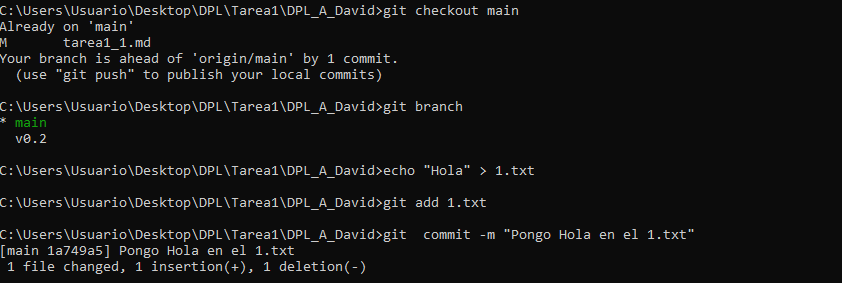 C:\Users\Usuario\Desktop\DPL\Tarea1\DPL_A_David>git checkout main
Already on 'main'
M       tarea1_1.md
Your branch is ahead of 'origin/main' by 1 commit.
  (use "git push" to publish your local commits)
C:\Users\Usuario\Desktop\DPL\Tarea1\DPL_A_David>git branch
* main
  v0.2
C:\Users\Usuario\Desktop\DPL\Tarea1\DPL_A_David>echo "Hola" > 1.txt
C:\Users\Usuario\Desktop\DPL\Tarea1\DPL_A_David>git add 1.txt
C:\Users\Usuario\Desktop\DPL\Tarea1\DPL_A_David>git  commit -m "Pongo Hola en el 1.txt"
[main 1a749a5] Pongo Hola en el 1.txt
 1 file changed, 1 insertion(+), 1 deletion(-)